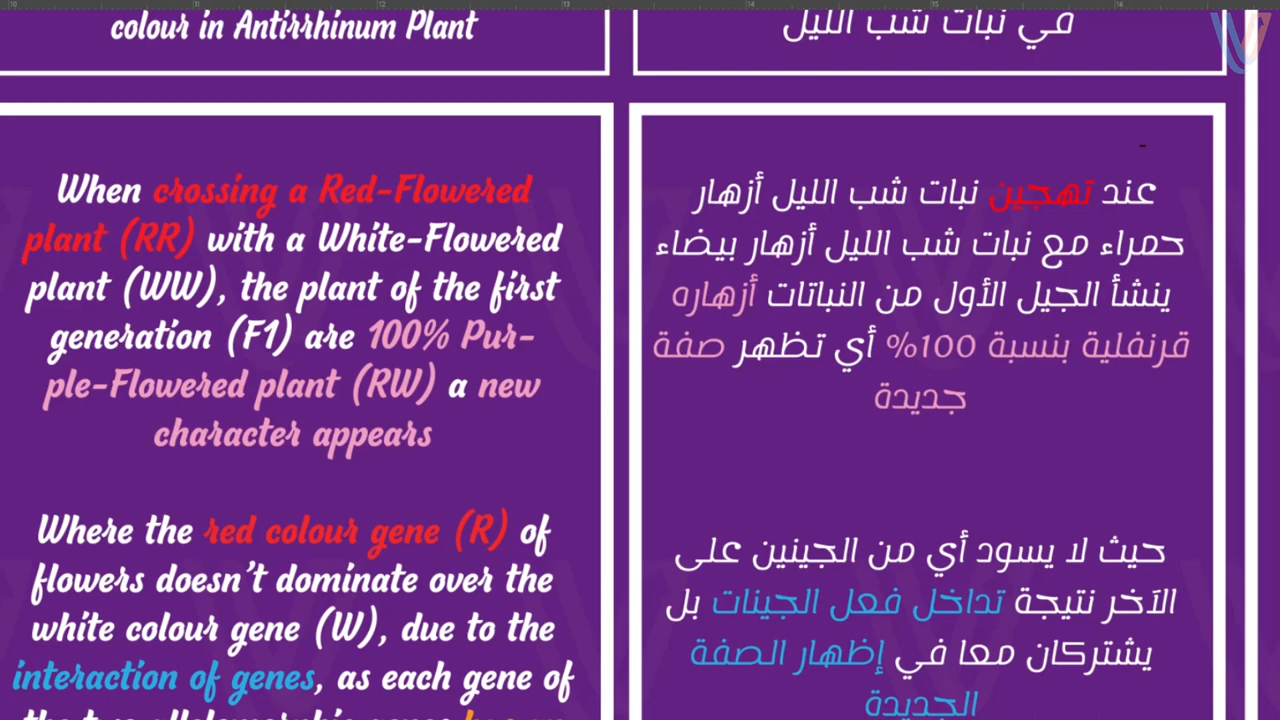 colour in Antirrhinum Plant
When crossing a Red-Flowered
plant (RR) with a White-Flowered
plant (WW), the plant of the first
generation (F1) are 100% Pur-
ple-Flowered plant (RW) a new
character appears
Where the red colour gene (R) of
flowers doesn't dominate over the
white colour gene (W), due to the
interaction of genes, as each gene of
في نبات شب الليل
عند تهجين نبات شب الليل أزهار
حمراء مع نبات شب الليل أزهار بيضاء
ينشأ الجيل الأول من النباتات أزهاره
قرنفلية بنسبة 100% أي تظهر صفة
جديدة
حيث لا يسود أي من الجينين على
الآخر نتيجة تداخل فعل الجينات بل
يشتركان معا في إظهار الصفة
الجديدة